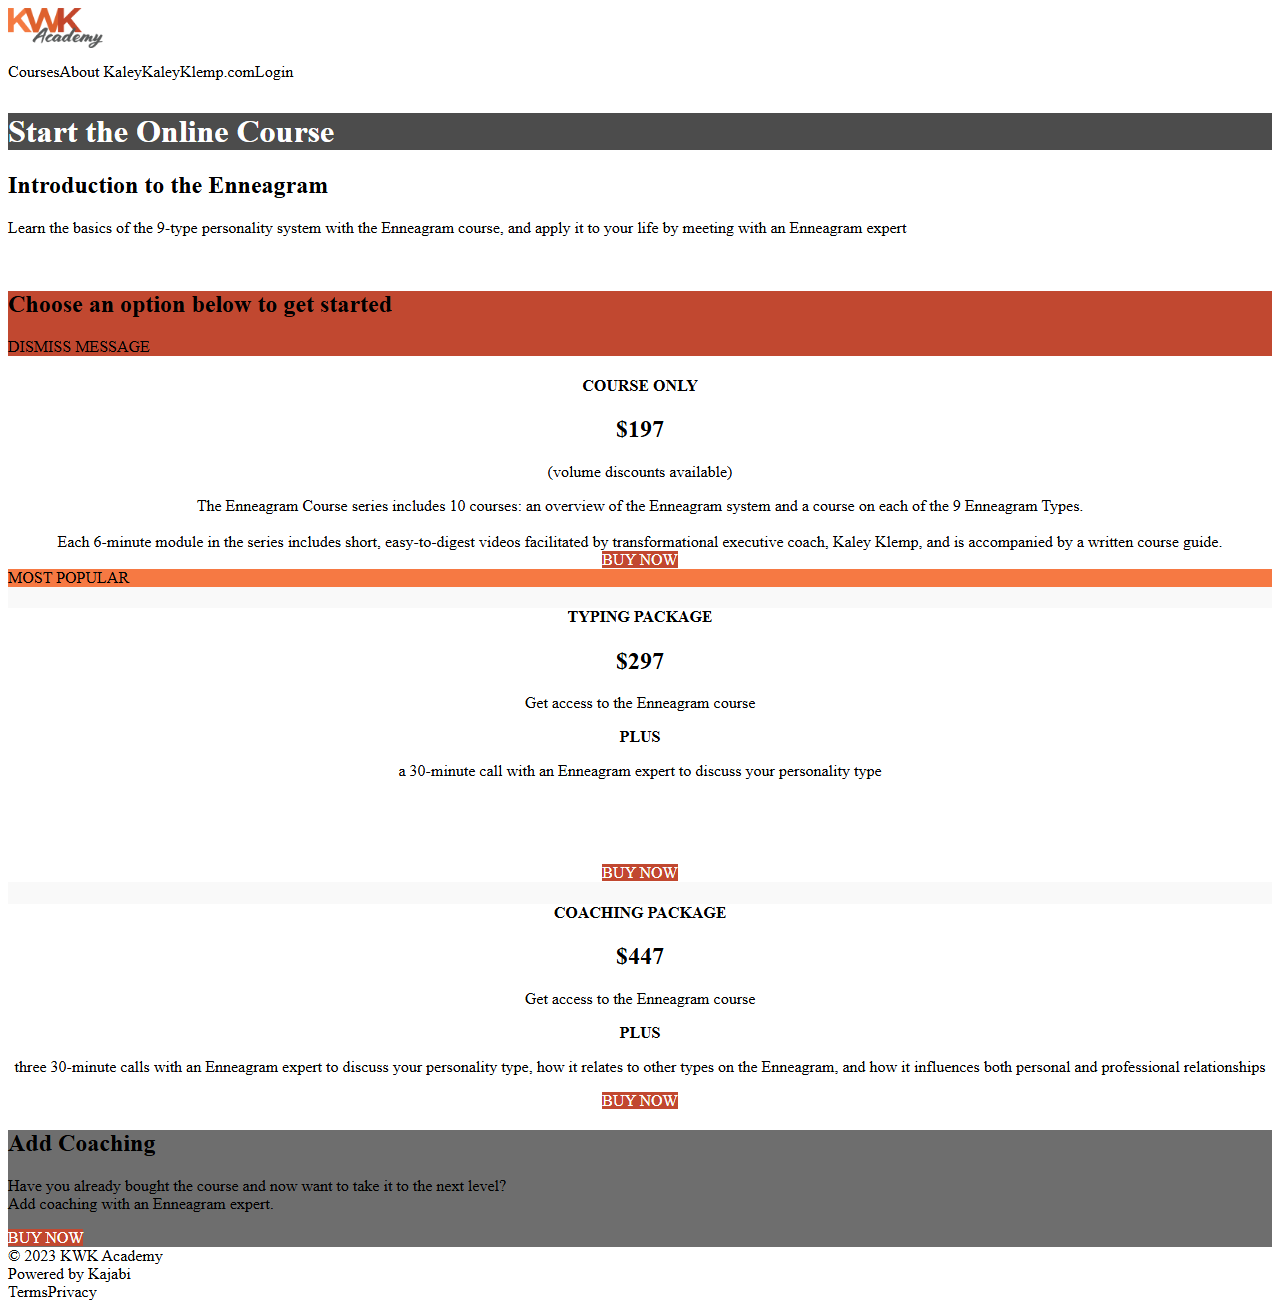 KWK
Academy
CoursesAbout KaleyKaleyKlemp.comLogin
Start the Online Course
Introduction to the Enneagram
Learn the basics of the 9-type personality system with the Enneagram course, and apply it to your life by meeting with an Enneagram expert
Choose an option below to get started
DISMISS MESSAGE
COURSE ONLY
$197
(volume discounts available)
The Enneagram Course series includes 10 courses: an overview of the Enneagram system and a course on each of the 9 Enneagram Types.
Each 6-minute module in the series includes short, easy-to-digest videos facilitated by transformational executive coach, Kaley Klemp, and is accompanied by a written course guide.
BUY NOW
MOST POPULAR
TYPING PACKAGE
$297
Get access to the Enneagram course
PLUS
a 30-minute call with an Enneagram expert to discuss your personality type
BUY NOW
COACHING PACKAGE
$447
Get access to the Enneagram course
PLUS
three 30-minute calls with an Enneagram expert to discuss your personality type, how it relates to other types on the Enneagram, and how it influences both personal and professional relationships
BUY NOW
Add Coaching
Have you already bought the course and now want to take it to the next level?
Add coaching with an Enneagram expert.
BUY NOW
© 2023 KWK Academy
Powered by Kajabi
TermsPrivacy